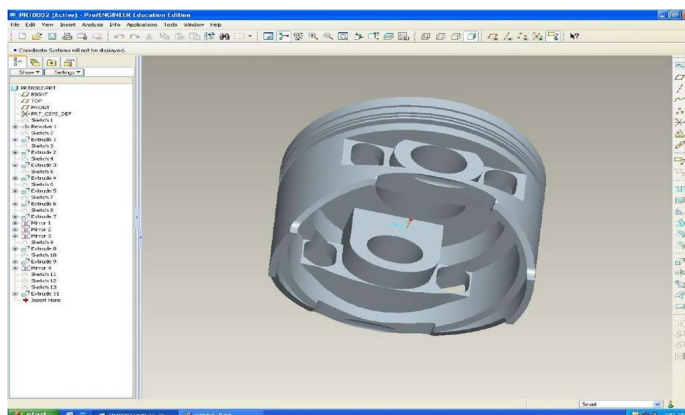 PRT0002 (Active) - Pro/ENGINEER Education Edition
File Edit View Insert Analysis Info Applications Tools Window Help
Coordinate Systems will not be displayed.
Show Settings
PRT0002.PRT
RIGHT
TOP
FRONT
PRT_CSYS_DEF
Sketch 1
Revolve 1
Sketch 2
Extrude 1
Sketch 3
Extrude 2
Sketch 4
Extrude 3
Sketch 5
Extrude 4
Sketch 6
Extrude 5
Sketch 7
Extrude 6
Sketch 8
Extrude 7
Mirror 1
Mirror 2
Mirror 3
Sketch 9
Extrude 8
Sketch 10
Extrude 9
Mirror 4
Sketch 11
Sketch 12
Sketch 13
Extrude 11
Insert Here
Smart
start